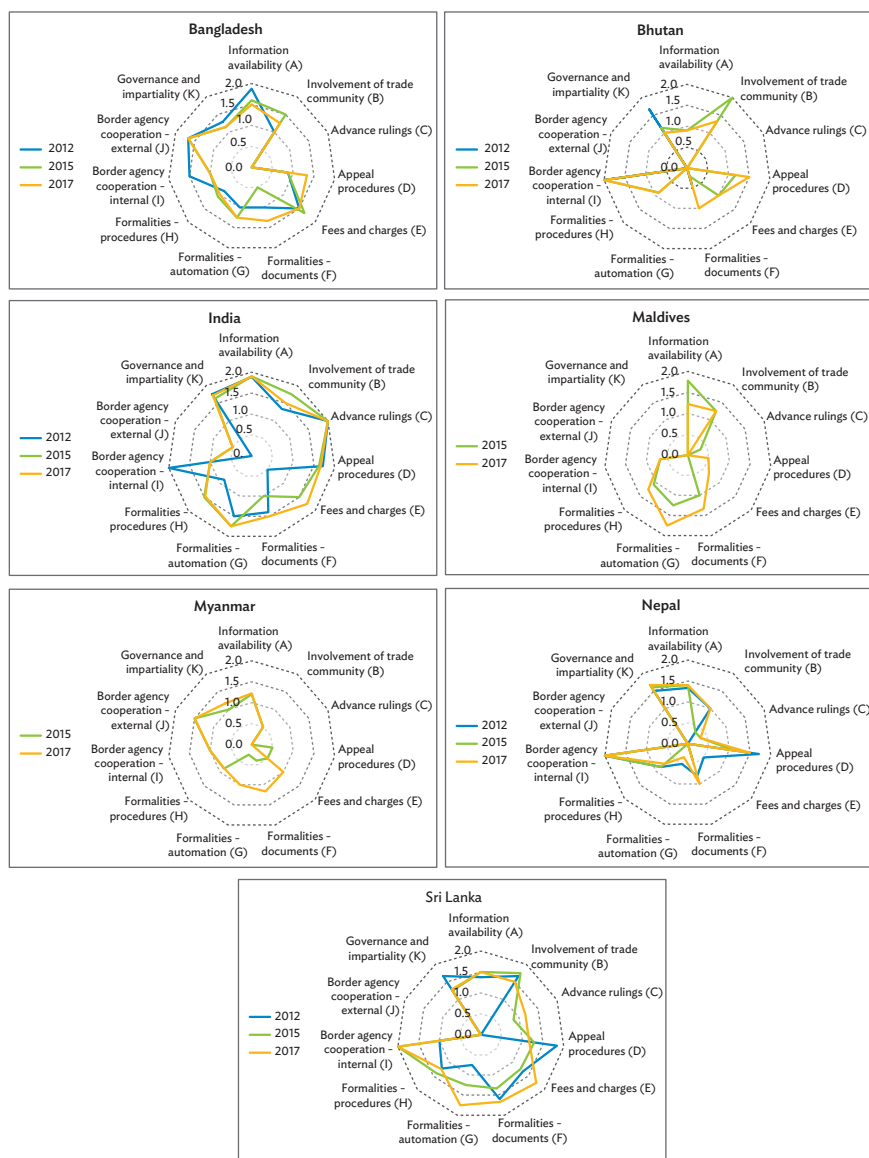 Bangladesh
Information
availability (A)
Governance and
impartiality (K)
2.0
Involvement of trade
community (B)
1.5
Border agency
cooperation -
external (J)
1.0
Advance rulings (C)
0.5
2012
2015
2017
Border agency
cooperation -
internal (I)
0.0
Appeal
procedures (D)
Formalities -
procedures (H)
Fees and charges (E)
Formalities -
automation (G)
Formalities -
documents (F)
Bhutan
Information
availability (A)
Governance and
impartiality (K)
2.0
Involvement of trade
community (B)
1.5
Border agency
cooperation -
external (J)
1.0
Advance rulings (C)
0.5
2012
2015
2017
Border agency
cooperation -
internal (I)
0.0
Appeal
procedures (D)
Formalities -
procedures (H)
Fees and charges (E)
Formalities -
automation (G)
Formalities -
documents (F)
India
Information
availability (A)
Governance and
impartiality (K)
2.0
Involvement of trade
community (B)
1.5
Border agency
cooperation -
external (J)
1.0
Advance rulings (C)
0.5
2012
2015
2017
Border agency
cooperation -
internal (I)
0.0
Appeal
procedures (D)
Formalities -
procedures (H)
Fees and charges (E)
Formalities -
automation (G)
Formalities -
documents (F)
Maldives
Information
availability (A)
Governance and
impartiality (K)
2.0
Involvement of trade
community (B)
1.5
Border agency
cooperation -
external (J)
1.0
Advance rulings (C)
0.5
2015
2017
Border agency
cooperation -
internal (I)
0.0
Appeal
procedures (D)
Formalities -
procedures (H)
Fees and charges (E)
Formalities -
automation (G)
Formalities -
documents (F)
Myanmar
Information
availability (A)
Governance and
impartiality (K)
2.0
Involvement of trade
community (B)
1.5
Border agency
cooperation -
external (J)
1.0
Advance rulings (C)
0.5
2015
2017
Border agency
cooperation -
internal (I)
0.0
Appeal
procedures (D)
Formalities -
procedures (H)
Fees and charges (E)
Formalities -
automation (G)
Formalities -
documents (F)
Nepal
Information
availability (A)
Governance and
impartiality (K)
2.0
Involvement of trade
community (B)
1.5
Border agency
cooperation -
external (J)
1.0
Advance rulings (C)
0.5
2012
2015
2017
Border agency
cooperation -
internal (I)
0.0
Appeal
procedures (D)
Formalities -
procedures (H)
Fees and charges (E)
Formalities -
automation (G)
Formalities -
documents (F)
Sri Lanka
Information
availability (A)
Governance and
impartiality (K)
2.0
Involvement of trade
community (B)
1.5
Border agency
cooperation -
external (J)
1.0
Advance rulings (C)
0.5
2012
2015
2017
Border agency
cooperation -
internal (I)
0.0
Appeal
procedures (D)
Formalities -
procedures (H)
Fees and charges (E)
Formalities -
automation (G)
Formalities -
documents (F)